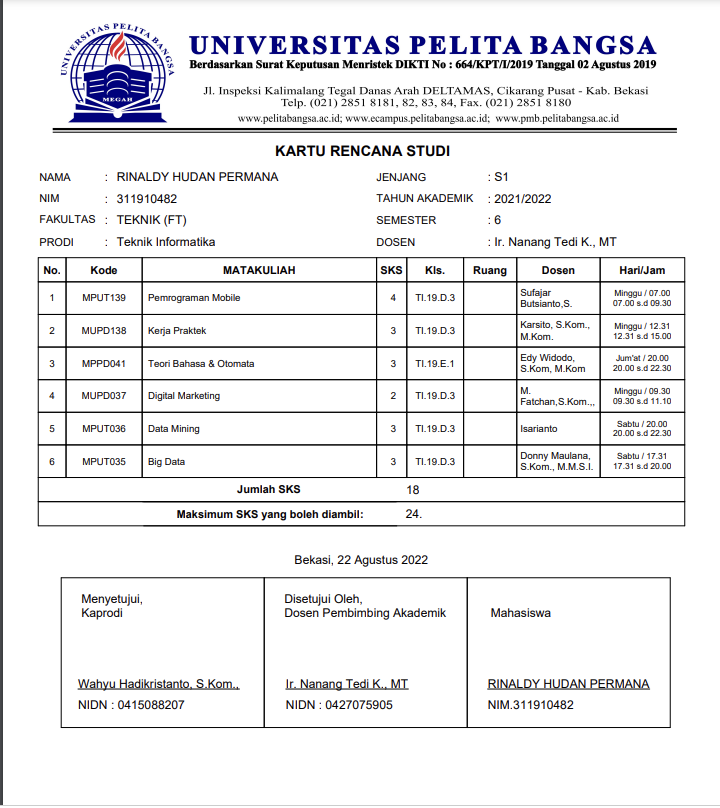 UNIVERSITAS PELITA BANGSA
MEGAH
UNIVERSITAS PELITA BANGSA
Berdasarkan Surat Keputusan Menristek DIKTI No : 664/KPT/I/2019 Tanggal 02 Agustus 2019
Jl. Inspeksi Kalimalang Tegal Danas Arah DELTAMAS, Cikarang Pusat - Kab. Bekasi
Telp. (021) 2851 8181, 82, 83, 84, Fax. (021) 2851 8180
www.pelitabangsa.ac.id; www.ecampus.pelitabangsa.ac.id; www.pmb.pelitabangsa.ac.id
KARTU RENCANA STUDI
NAMA : RINALDY HUDAN PERMANA JENJANG : S1
NIM : 311910482 TAHUN AKADEMIK : 2021/2022
FAKULTAS : TEKNIK (FT) SEMESTER : 6
PRODI : Teknik Informatika DOSEN : Ir. Nanang Tedi K., MT
No. Kode MATAKULIAH SKS Kls. Ruang Dosen Hari/Jam
1 MPUT139 Pemrograman Mobile 4 TI.19.D.3 Sufajar Butsianto,S. Minggu / 07.00 07.00 s.d 09.30
2 MUPD138 Kerja Praktek 3 TI.19.D.3 Karsito, S.Kom., M.Kom. Minggu / 12.31 12.31 s.d 15.00
3 MPPD041 Teori Bahasa & Otomata 3 TI.19.E.1 Edy Widodo, S.Kom, M.Kom Jum'at / 20.00 20.00 s.d 22.30
4 MUPD037 Digital Marketing 2 TI.19.D.3 M. Fatchan,S.Kom.,, Minggu / 09.30 09.30 s.d 11.10
5 MPUT036 Data Mining 3 TI.19.D.3 Isarianto Sabtu / 20.00 20.00 s.d 22.30
6 MPUT035 Big Data 3 TI.19.D.3 Donny Maulana, S.Kom., M.M.S.I. Sabtu / 17.31 17.31 s.d 20.00
Jumlah SKS 18
Maksimum SKS yang boleh diambil: 24.
Bekasi, 22 Agustus 2022
Menyetujui,
Kaprodi
Wahyu Hadikristanto, S.Kom.,
NIDN : 0415088207
Disetujui Oleh,
Dosen Pembimbing Akademik
Ir. Nanang Tedi K., MT
NIDN : 0427075905
Mahasiswa
RINALDY HUDAN PERMANA
NIM.311910482